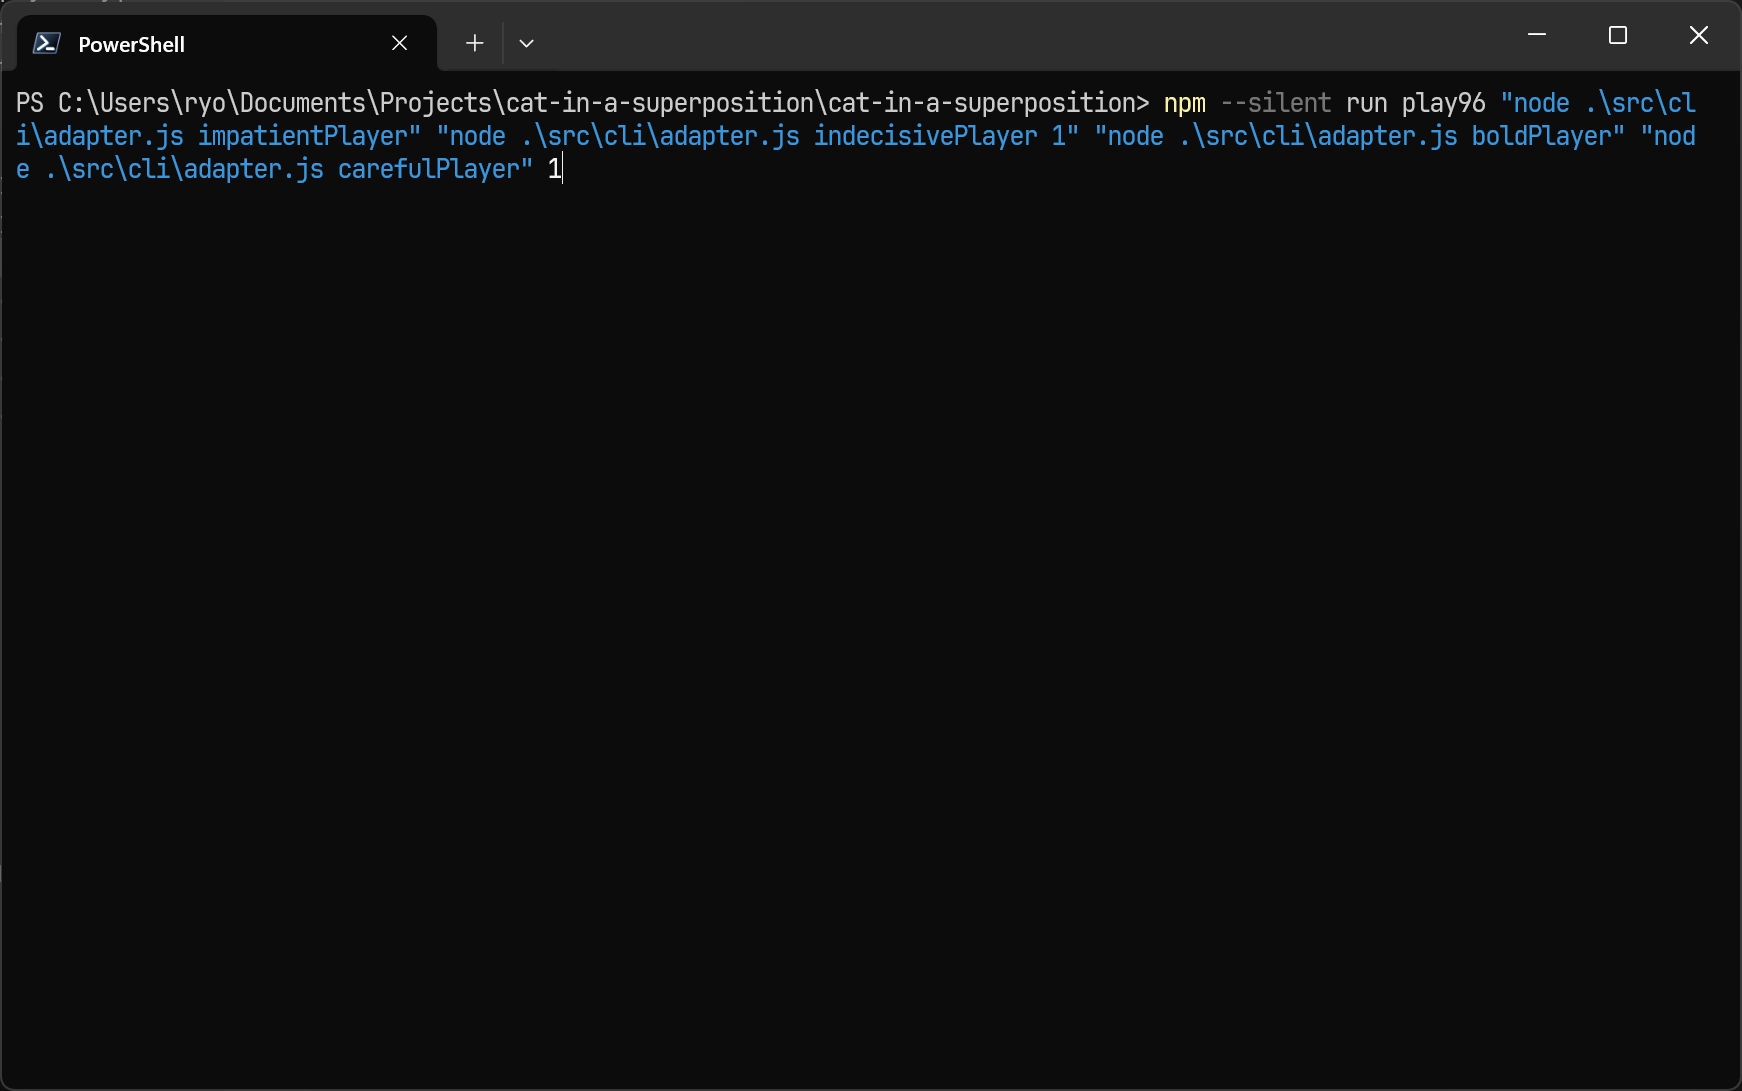 PowerShell
PS C:\Users\ryo\Documents\Projects\cat-in-a-superposition\cat-in-a-superposition> npm --silent run play96 "node .\src\cl
i\adapter.js impatientPlayer" "node .\src\cli\adapter.js indecisivePlayer 1" "node .\src\cli\adapter.js boldPlayer" "nod
e .\src\cli\adapter.js carefulPlayer" 1